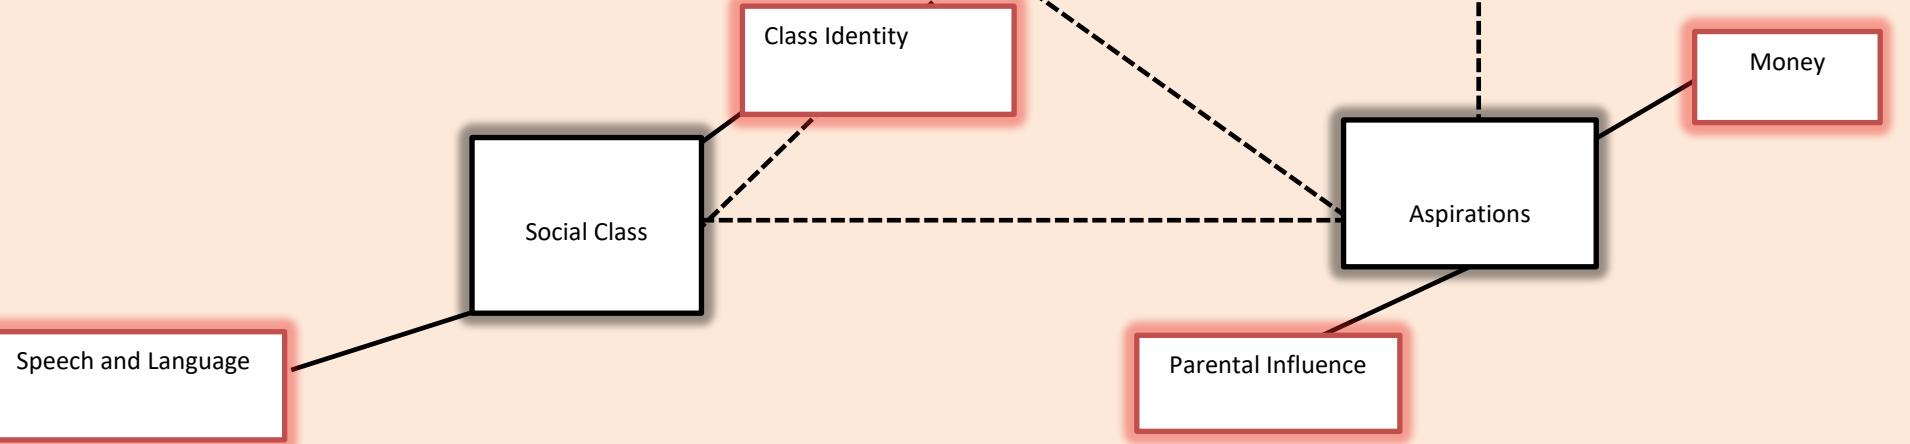 Class Identity
Money
Social Class
Aspirations
Speech and Language
Parental Influence